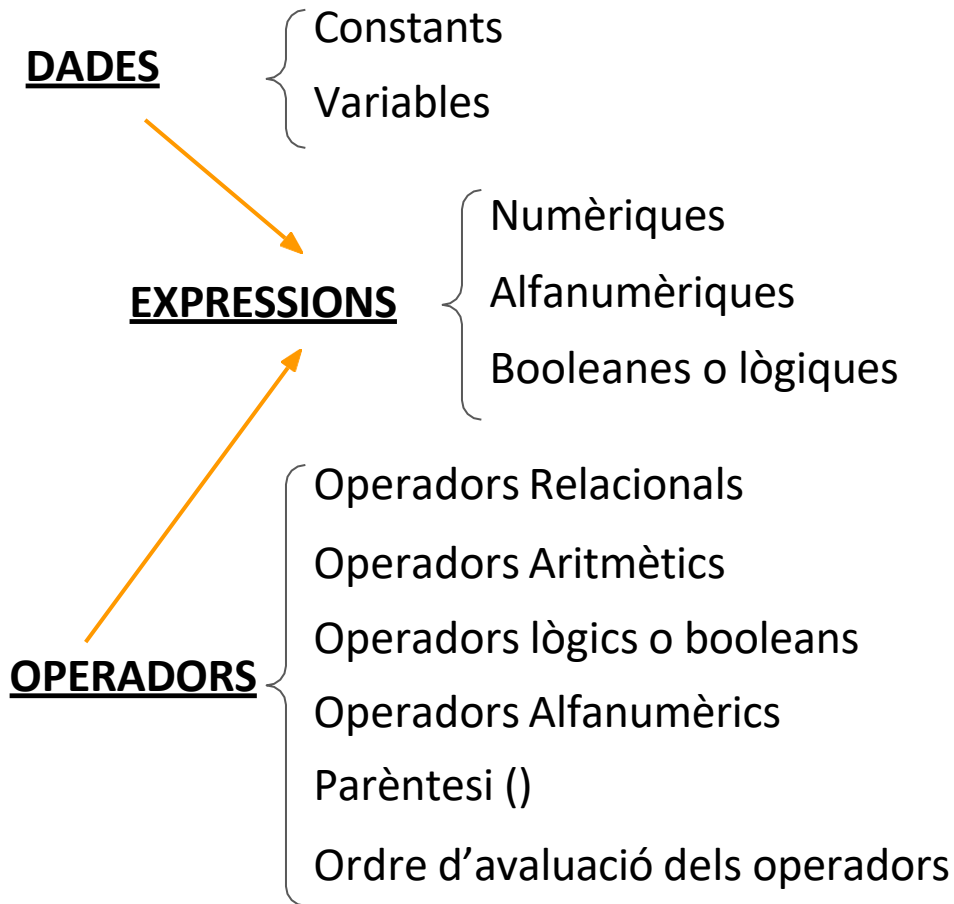 DADES
Constants
Variables
EXPRESSIONS
Numèriques
Alfanumèriques
Booleanes o lògiques
OPERADORS
Operadors Relacionals
Operadors Aritmètics
Operadors lògics o booleans
Operadors Alfanumèrics
Parèntesi ()
Ordre d’avaluació dels operadors